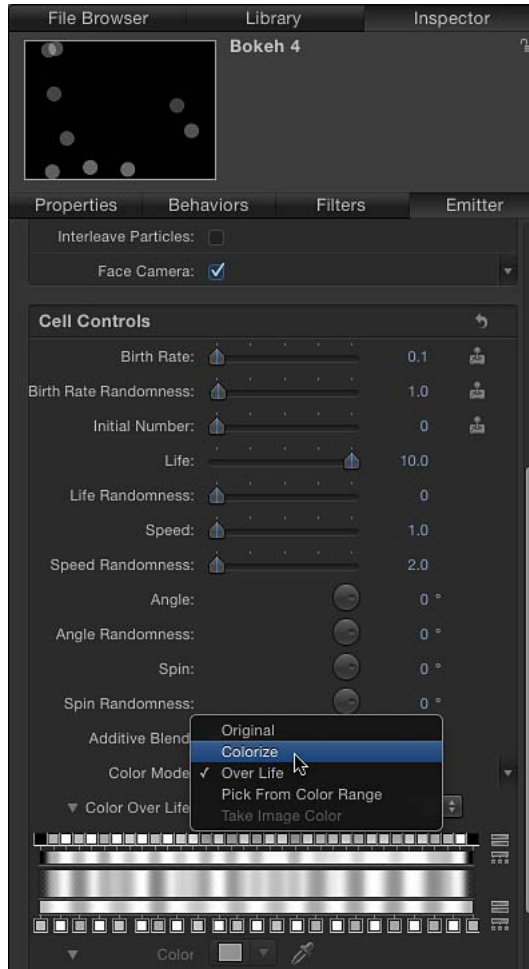 File Browser Library Inspector
Bokeh 4
Properties Behaviors Filters Emitter
Interleave Particles:
Face Camera:
Cell Controls
Birth Rate: 0.1
Birth Rate Randomness: 1.0
Initial Number: 0
Life: 10.0
Life Randomness: 0
Speed: 1.0
Speed Randomness: 2.0
Angle: 0 °
Angle Randomness: 0 °
Spin: 0 °
Spin Randomness: 0 °
Original
Additive Blend
Colorize
Color Mode ✓ Over Life
Pick From Color Range
Color Over Life
Take Image Color
Color